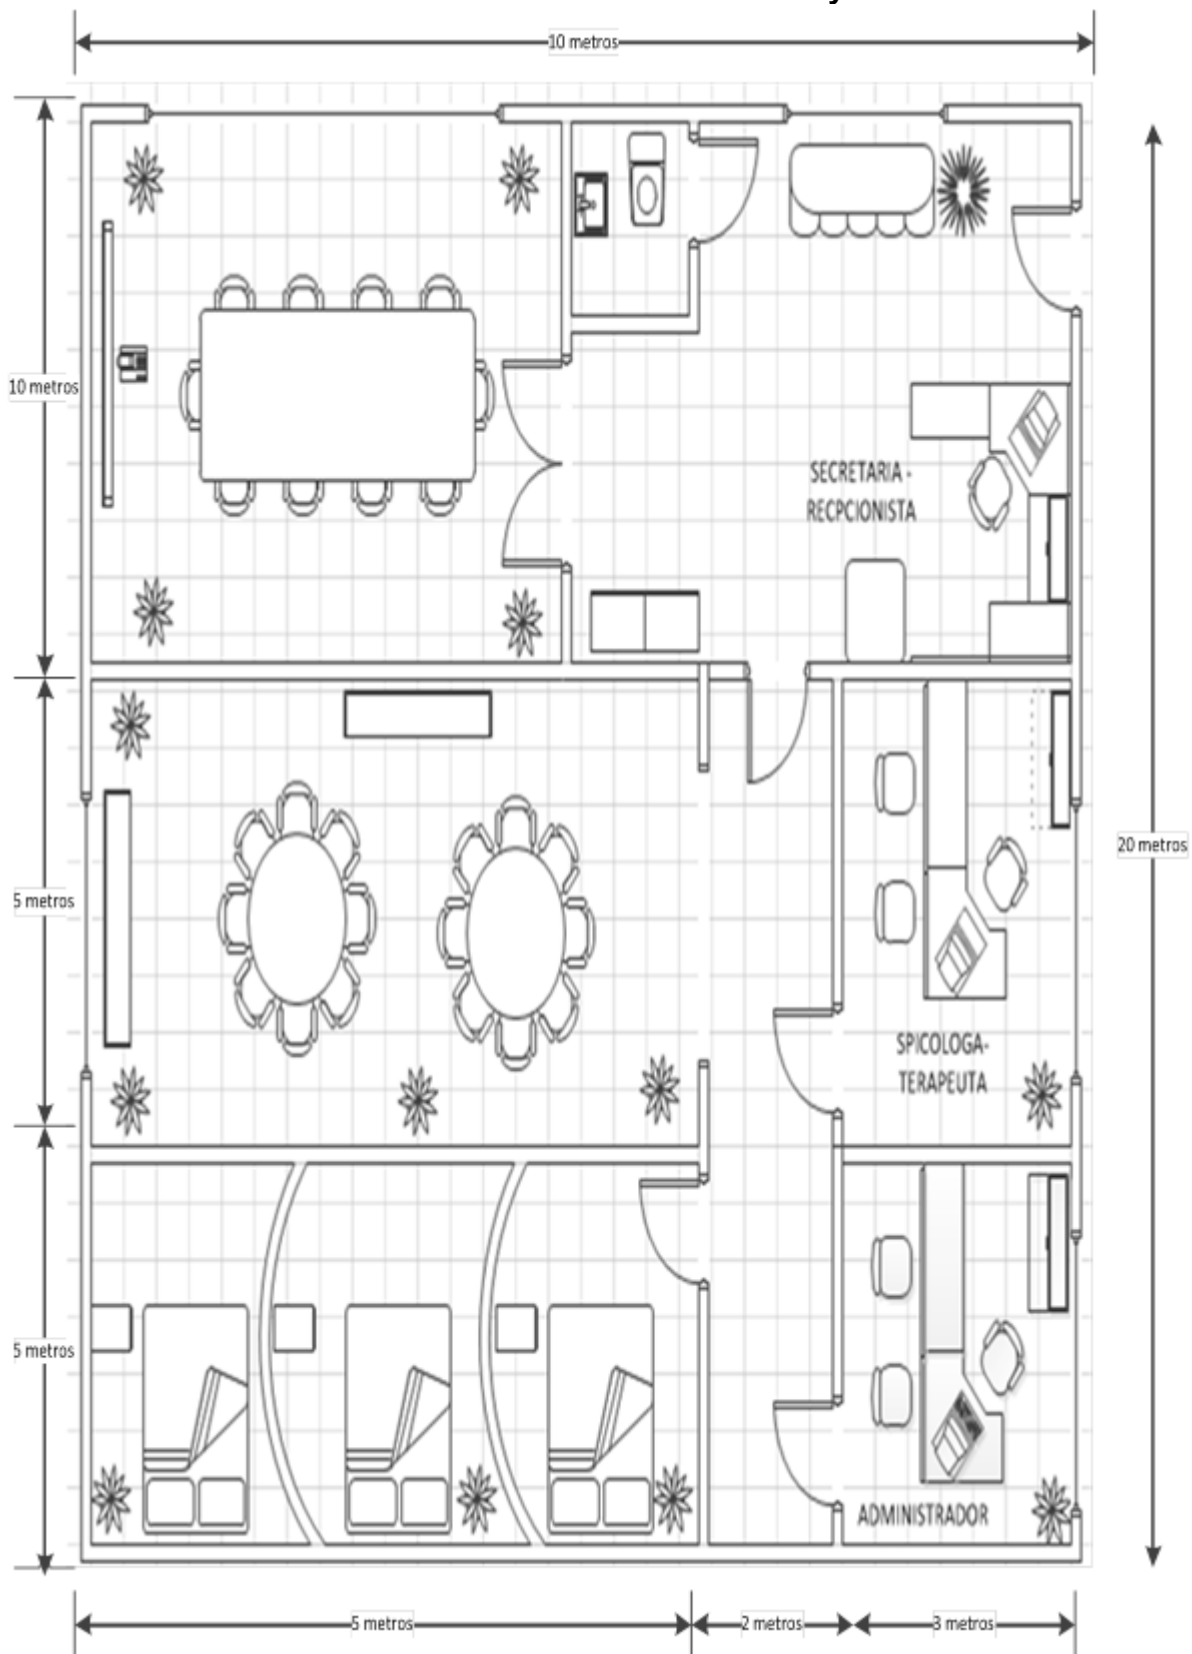 10 metros
10 metros
SECRETARIA -
RECPCIONISTA
20 metros
5 metros
SPICOLOGA-
TERAPEUTA
5 metros
ADMINISTRADOR
5 metros
2 metros
3 metros